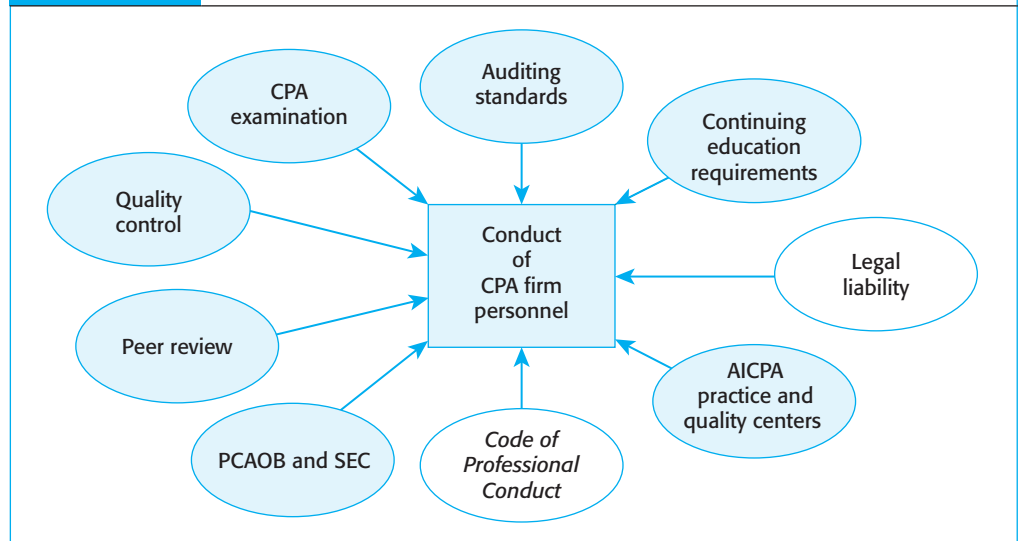 Auditing
standards
CPA
examination
Continuing
education
requirements
Quality
control
Conduct
of
CPA firm
personnel
Legal
liability
Peer review
AICPA
practice and
quality centers
PCAOB and SEC
Code of
Professional
Conduct